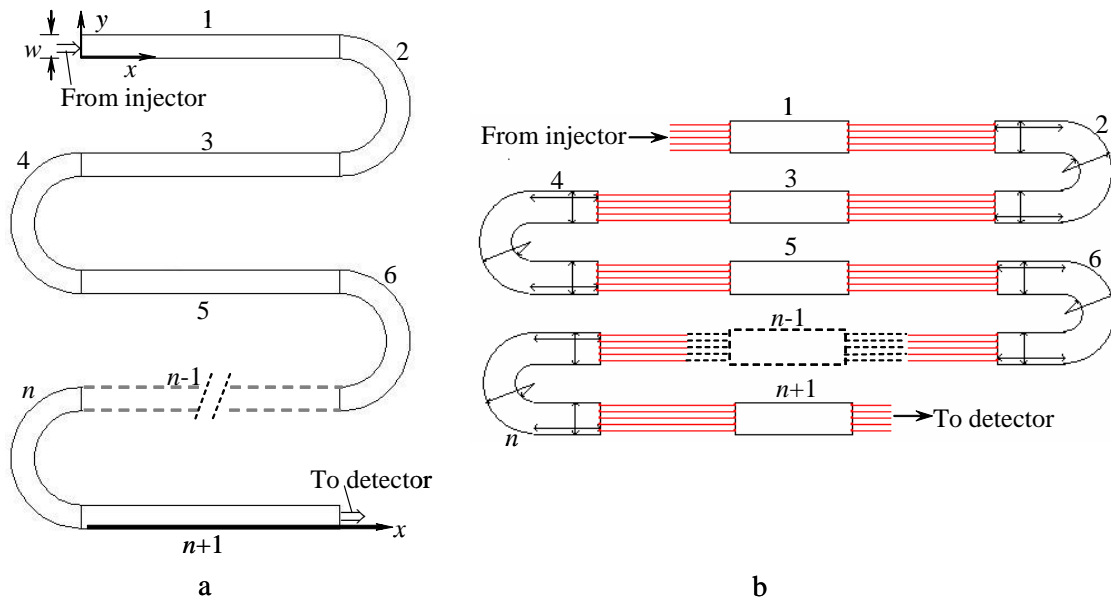 y
1
w
x
2
From injector
4
3
6
5
n
n-1
To detector
x
n+1
a
1
2
From injector
4
3
5
6
n-1
n+1
To detector
n
b